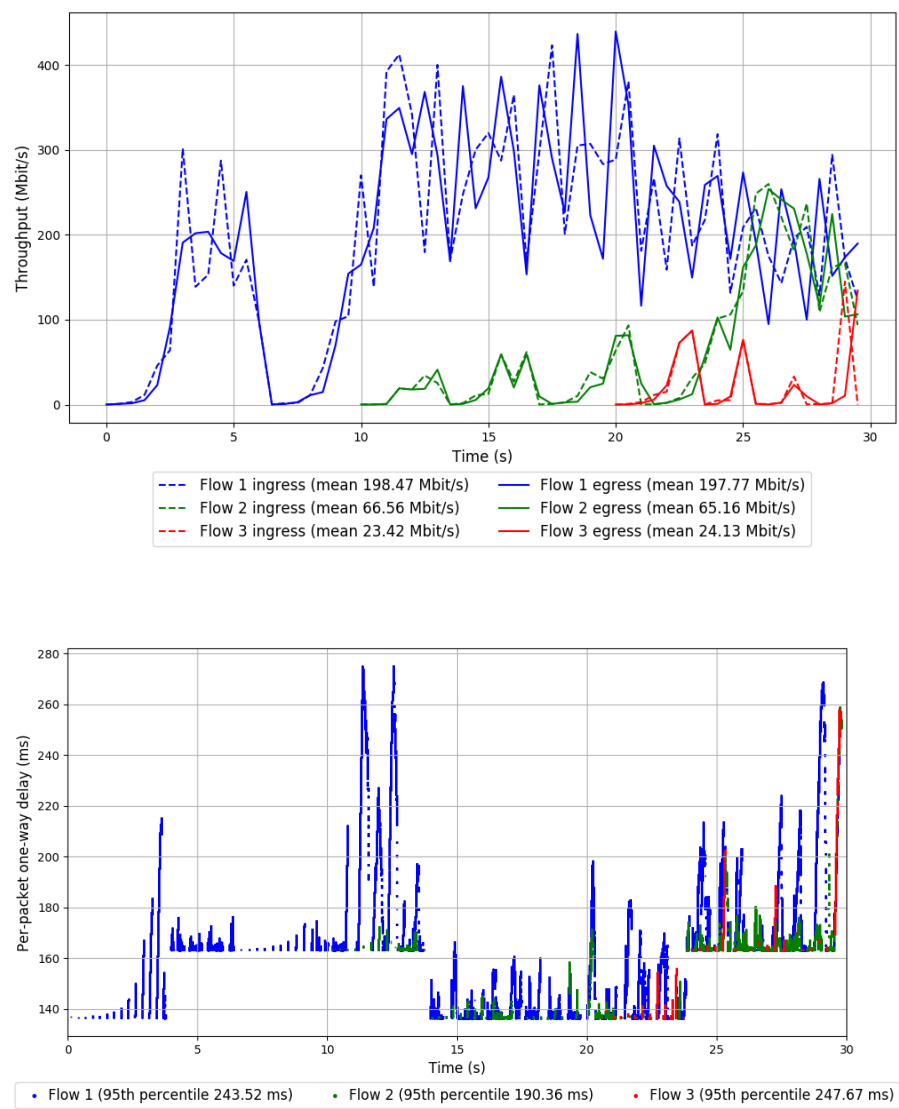 400
300
200
100
0
Throughput (Mbit/s)
0 5 10 15 20 25 30
Time (s)
Flow 1 ingress (mean 198.47 Mbit/s) Flow 1 egress (mean 197.77 Mbit/s)
Flow 2 ingress (mean 66.56 Mbit/s) Flow 2 egress (mean 65.16 Mbit/s)
Flow 3 ingress (mean 23.42 Mbit/s) Flow 3 egress (mean 24.13 Mbit/s)
280
260
240
220
200
180
160
140
Per-packet one-way delay (ms)
0 5 10 15 20 25 30
Time (s)
Flow 1 (95th percentile 243.52 ms) Flow 2 (95th percentile 190.36 ms) Flow 3 (95th percentile 247.67 ms)